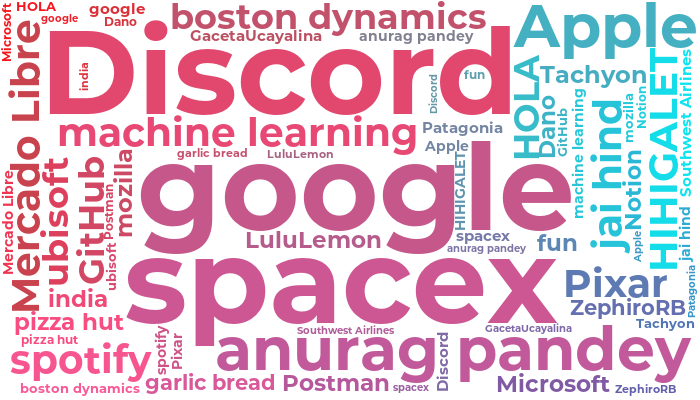 Microsoft
HOLA
google
google
Dano
boston dynamics
GacetaUcayalina
anurag pandey
Apple
Mercado Libre
Discord
india
fun
Discord
HOLA
Tachyon
Dano
GitHub
machine learning
mozilla
Notion
HIHIGALET
Southwest Airlines
machine learning
Patagonia
Apple
garlic bread
LuluLemon
jai hind
Mercado Libre
ubisoft
GitHub
ubisoft
Postman
mozilla
google
HIHIGALET
Notion
Apple
jai hind
Patagonia
LuluLemon
spacex
anurag pandey
fun
spacex
india
Pixar
ZephiroRB
Tachyon
pizza hut
pizza hut
spotify
spotify
Pixar
Southwest Airlines
GacetaUcayalina
anurag pandey
Discord
boston dynamics
garlic bread
Postman
spacex
Microsoft
ZephiroRB